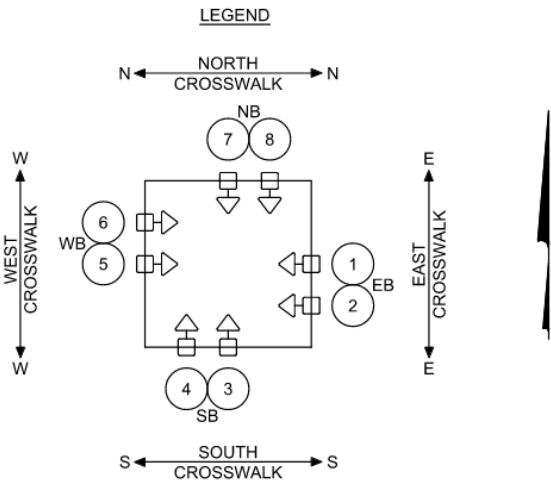 LEGEND
NORTH
N N
CROSSWALK
NB
7 8
W
E
6
WB
5
WEST
CROSSWALK
1
EB
2
EAST
CROSSWALK
4 3
SB
W
E
SOUTH
S S
CROSSWALK